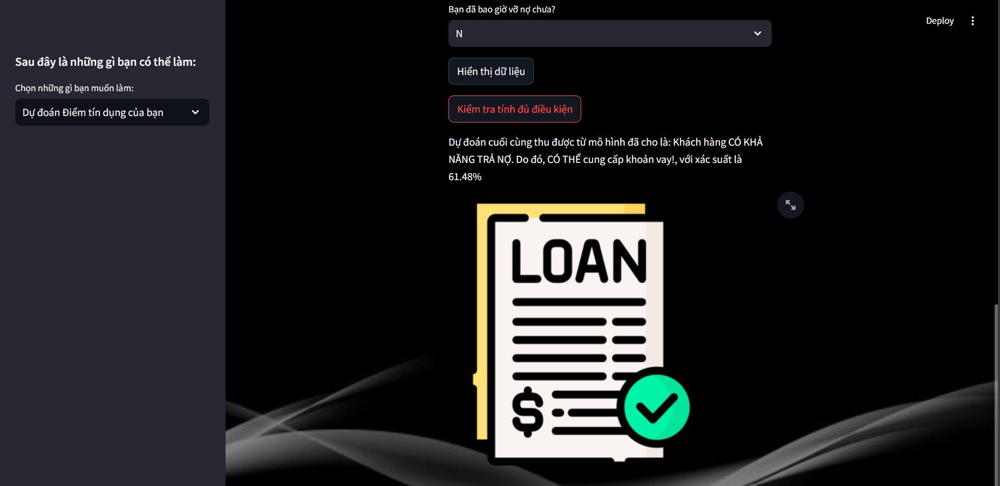 Sau đây là những gì bạn có thể làm:
Chọn những gì bạn muốn làm:
Dự đoán Điểm tín dụng của bạn
Deploy
Bạn đã bao giờ vỡ nợ chưa?
N
Hiển thị dữ liệu
Kiểm tra tính đủ điều kiện
Dự đoán cuối cùng thu được từ mô hình đã cho là: Khách hàng CÓ KHẢ
NĂNG TRẢ NỢ. Do đó, CÓ THỂ cung cấp khoản vay!, với xác suất là
61.48%
LOAN
$